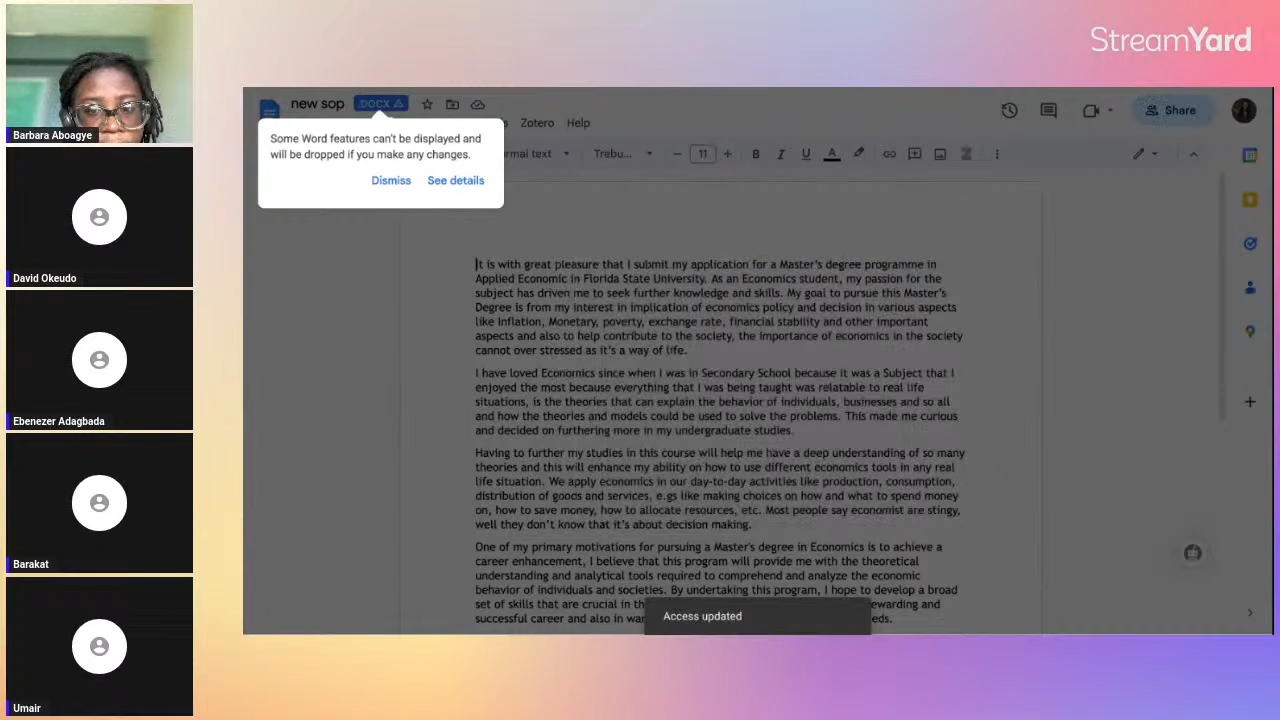 StreamYard
Barbara Aboagye
David Okeudo
Ebenezer Adagbada
Barakat
Umair
new sop
.DOCX
Zotero Help
Share
Some Word features can't be displayed and
will be dropped if you make any changes.
Dismiss See details
rmal text Trebu... 11 B I U A
It is with great pleasure that I submit my application for a Master's degree programme in
Applied Economic in Florida State University. As an Economics student, my passion for the
subject has driven me to seek further knowledge and skills. My goal to pursue this Master's
Degree is from my interest in implication of economics policy and decision in various aspects
like Inflation, Monetary, poverty, exchange rate, financial stability and other important
aspects and also to help contribute to the society, the importance of economics in the society
cannot over stressed as it's a way of life.
I have loved Economics since when I was in Secondary School because it was a Subject that I
enjoyed the most because everything that I was being taught was relatable to real life
situations, is the theories that can explain the behavior of individuals, businesses and so all
and how the theories and models could be used to solve the problems. This made me curious
and decided on furthering more in my undergraduate studies.
Having to further my studies in this course will help me have a deep understanding of so many
theories and this will enhance my ability on how to use different economics tools in any real
life situation. We apply economics in our day-to-day activities like production, consumption,
distribution of goods and services, e.gs like making choices on how and what to spend money
on, how to save money, how to allocate resources, etc. Most people say economist are stingy,
well they don't know that it's about decision making.
One of my primary motivations for pursuing a Master's degree in Economics is to achieve a
career enhancement, I believe that this program will provide me with the theoretical
understanding and analytical tools required to comprehend and analyze the economic
behavior of individuals and societies. By undertaking this program, I hope to develop a broad
set of skills that are crucial in th ewarding and
successful career and also in war eds.
Access updated